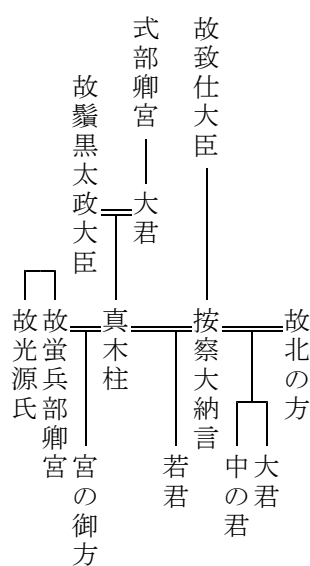 故致仕大臣
式部卿宮
故鬚黒太政大臣
大君
故北の方
按察大納言
真木柱
故蛍兵部卿宮
故光源氏
大君
中の君
若君
宮の御方